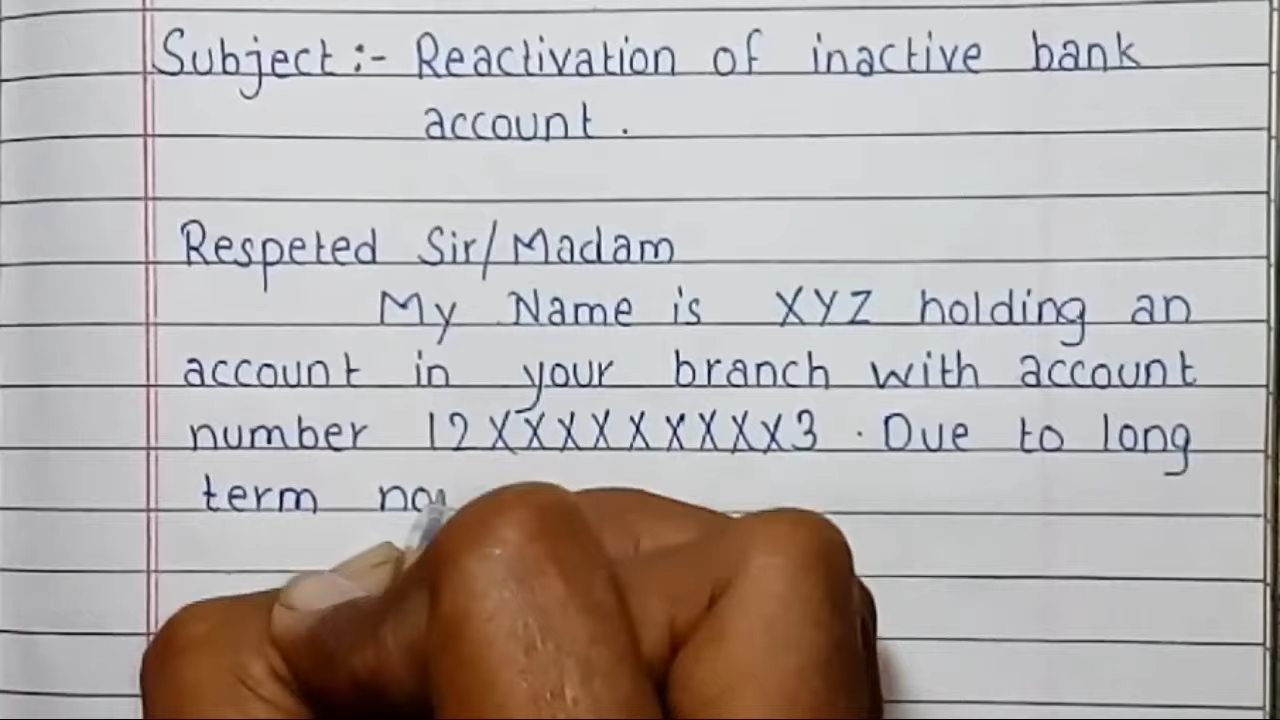 Subject:- Reactivation of inactive bank
account.
Respeted Sir/Madam
My Name is XYZ holding an
account in your branch with account
number 12XXXXXXXXX3. Due to long
term